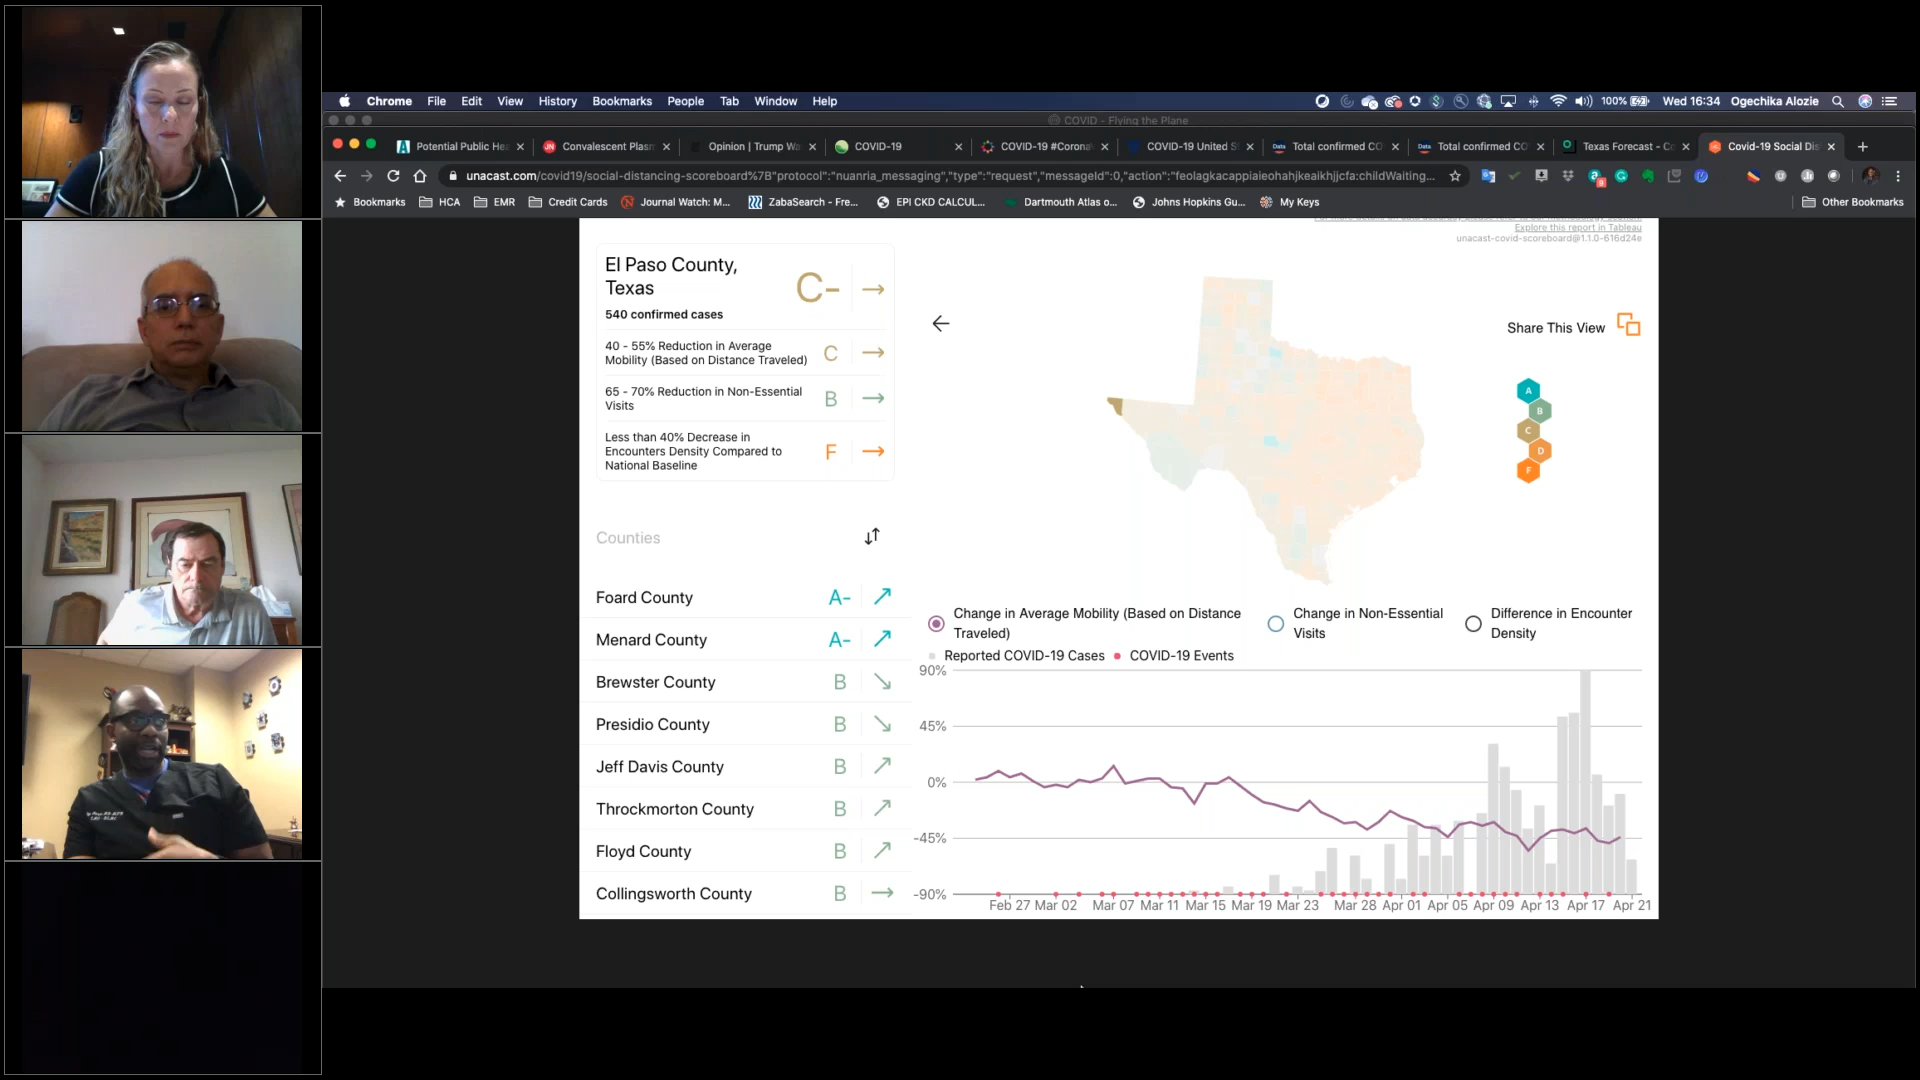 Chrome File Edit View History Bookmarks People Tab Window Help 100% Wed 16:34 Ogechika Alozie
COVID - Flying the Plane
Potential Public He Convalescent Plasm Opinion | Trump Wa COVID-19 COVID-19 #Corona COVID-19 United S Total confirmed CO Total confirmed CO Texas Forecast - Co Covid-19 Social Dis
unacast.com/covid19/social-distancing-scoreboard%7B"protocol":"nuanria_messaging","type":"request","messageId":0,"action":"feolagkacappiaieohahjkeaikhjjcfa:childWaiting...
Bookmarks HCA EMR Credit Cards Journal Watch: M... ZabaSearch - Fre... EPI CKD CALCUL... Dartmouth Atlas o... Johns Hopkins Gu... My Keys Other Bookmarks
Explore this report in Tableau
unacast-covid-scoreboard@1.1.0-616d24e
El Paso County,
Texas
C-
540 confirmed cases
40 - 55% Reduction in Average
Mobility (Based on Distance Traveled)
C
65 - 70% Reduction in Non-Essential
Visits
B
Less than 40% Decrease in
Encounters Density Compared to
National Baseline
F
Counties
Foard County A-
Menard County A-
Brewster County B
Presidio County B
Jeff Davis County B
Throckmorton County B
Floyd County B
Collingsworth County B
Share This View
A
B
C
D
F
Change in Average Mobility (Based on Distance
Traveled)
Change in Non-Essential
Visits
Difference in Encounter
Density
Reported COVID-19 Cases COVID-19 Events
90%
45%
0%
-45%
-90%
Feb 27 Mar 02 Mar 07 Mar 11 Mar 15 Mar 19 Mar 23 Mar 28 Apr 01 Apr 05 Apr 09 Apr 13 Apr 17 Apr 21